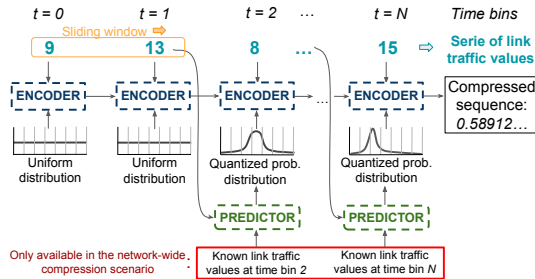 t = 0 t = 1 t = 2 ... t = N Time bins
Sliding window
9 13 8 ... 15 Serie of link
traffic values
ENCODER ENCODER ENCODER ... ENCODER
Compressed
sequence:
0.58912...
Uniform
distribution
Uniform
distribution
Quantized prob.
distribution
Quantized prob.
distribution
PREDICTOR PREDICTOR
Only available in the network-wide
compression scenario
:
Known link traffic
values at time bin 2
Known link traffic
values at time bin N